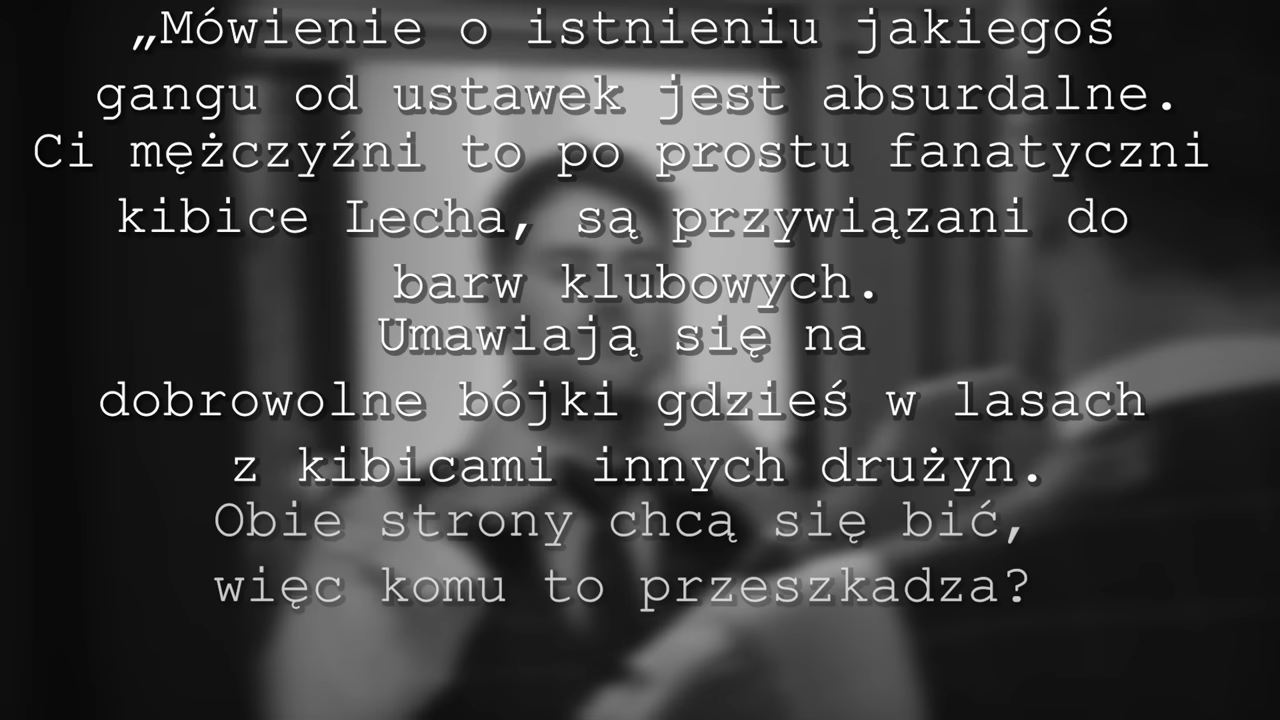 „Mówienie o istnieniu jakiegoś
gangu od ustawek jest absurdalne.
Ci mężczyźni to po prostu fanatyczni
kibice Lecha, są przywiązani do
barw klubowych.
Umawiają się na
dobrowolne bójki gdzieś w lasach
z kibicami innych drużyn.
Obie strony chcą się bić,
więc komu to przeszkadza?